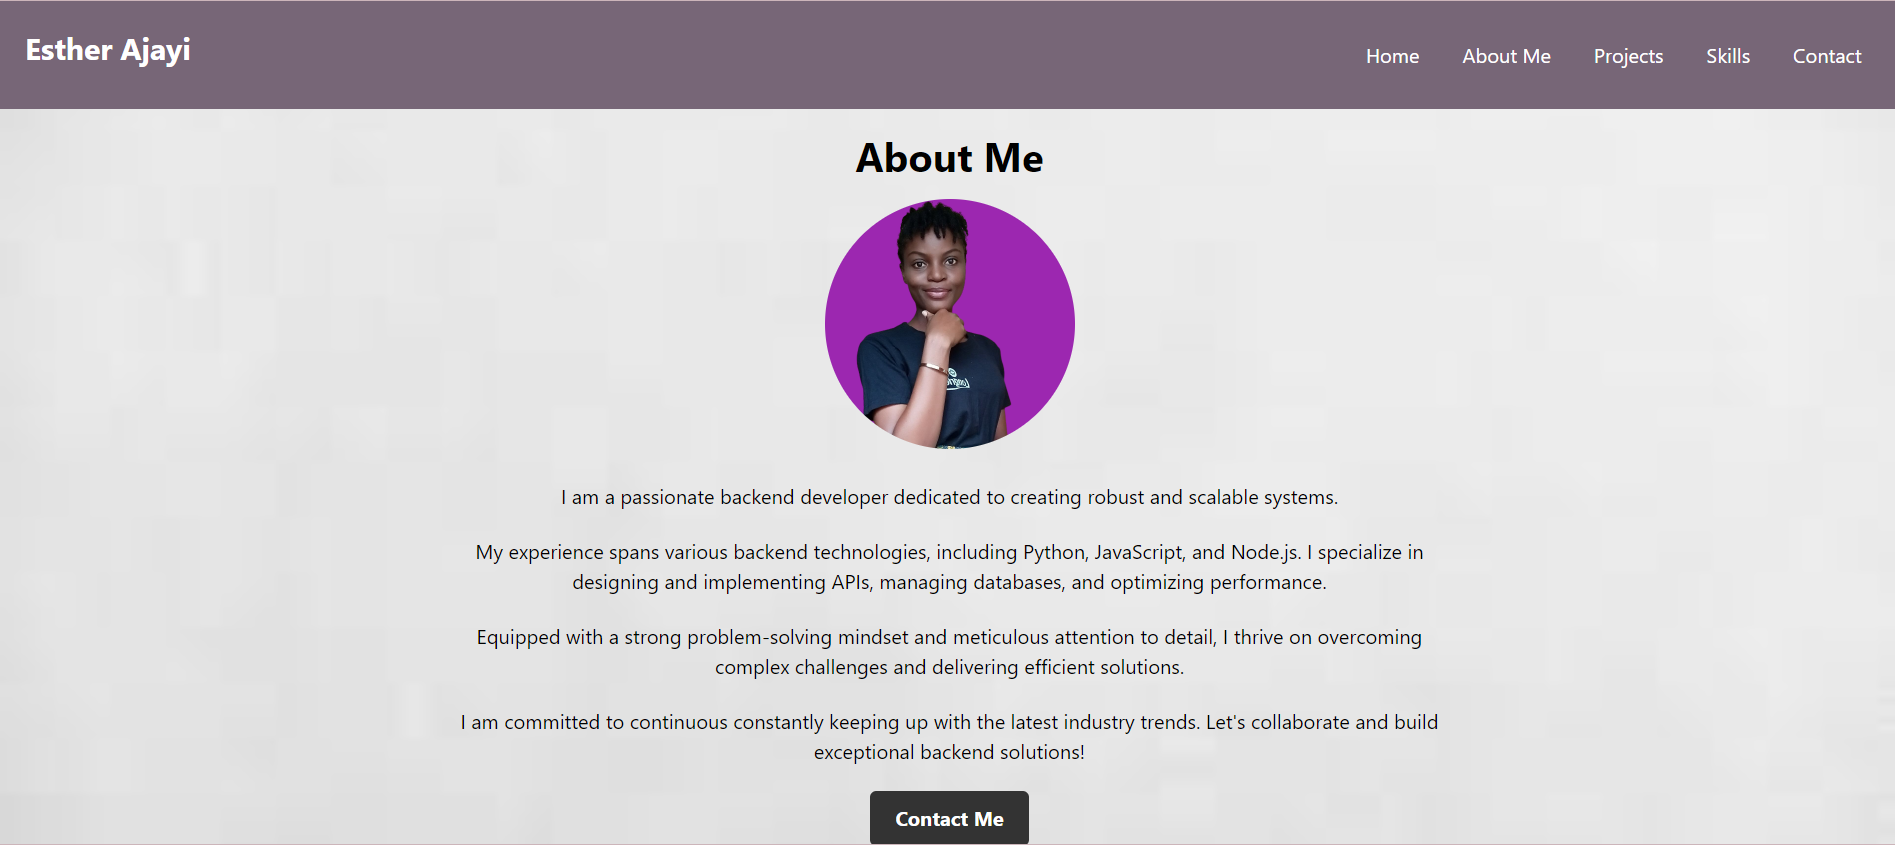 Esther Ajayi
Home About Me Projects Skills Contact
About Me
I am a passionate backend developer dedicated to creating robust and scalable systems.
My experience spans various backend technologies, including Python, JavaScript, and Node.js. I specialize in
designing and implementing APIs, managing databases, and optimizing performance.
Equipped with a strong problem-solving mindset and meticulous attention to detail, I thrive on overcoming
complex challenges and delivering efficient solutions.
I am committed to continuous constantly keeping up with the latest industry trends. Let's collaborate and build
exceptional backend solutions!
Contact Me